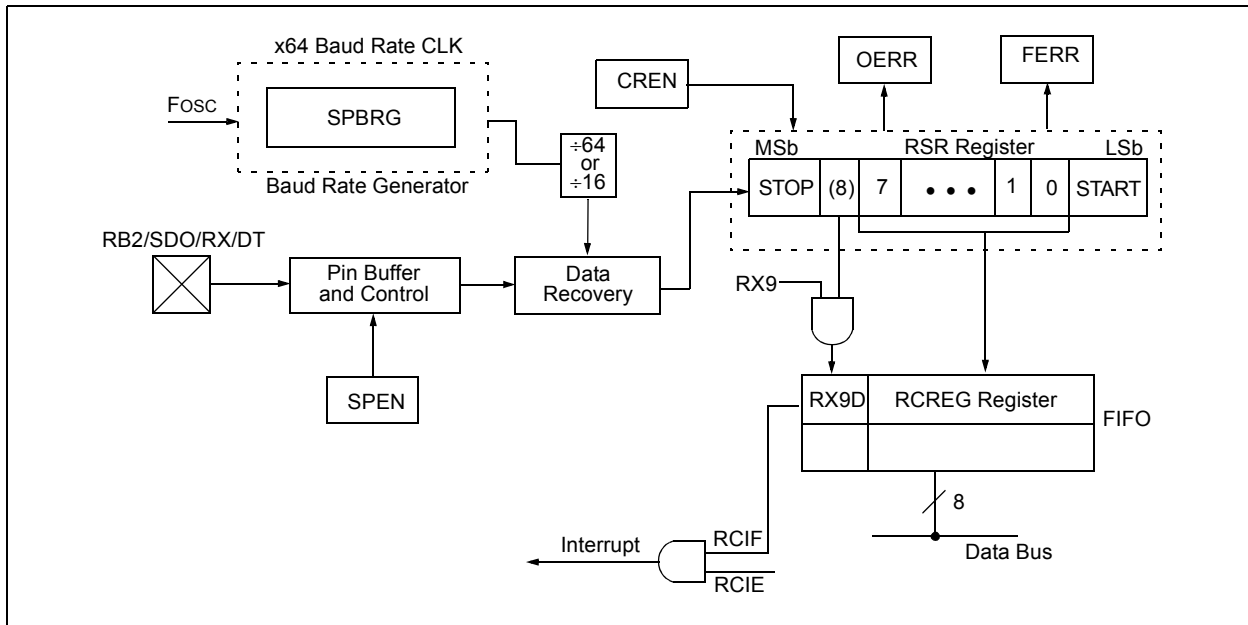 x64 Baud Rate CLK
FOSC
SPBRG
Baud Rate Generator
CREN
OERR
FERR
÷64
or
÷16
MSb
RSR Register
LSb
STOP
(8)
7
• • •
1
0
START
RB2/SDO/RX/DT
Pin Buffer
and Control
Data
Recovery
SPEN
RX9
RX9D
RCREG Register
FIFO
8
Data Bus
Interrupt
RCIF
RCIE